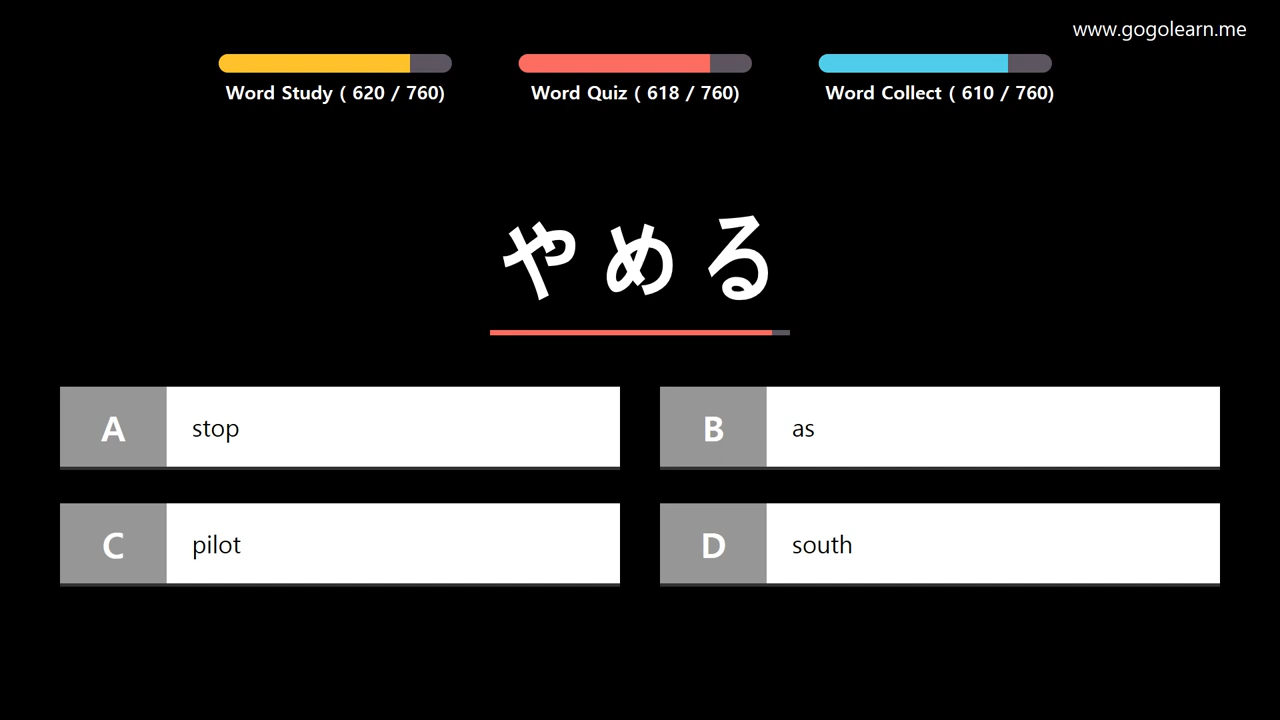 www.gogolearn.me
Word Study ( 620 / 760)
Word Quiz ( 618 / 760)
Word Collect ( 610 / 760)
やめる
A stop
B as
C pilot
D south